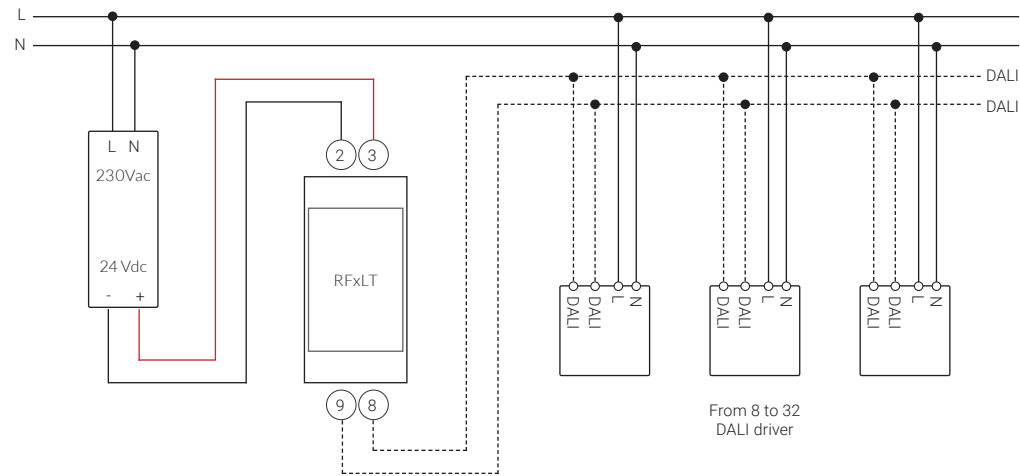 L
N
DALI
DALI
L N
230Vac
24 Vdc
- +
2 3
RFxLT
9 8
DALI DALI L N
DALI DALI L N
DALI DALI L N
From 8 to 32
DALI driver